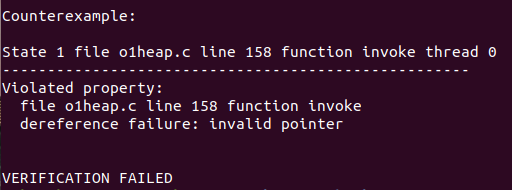 Counterexample:
State 1 file o1heap.c line 158 function invoke thread 0
----------------------------------------------------
Violated property:
file o1heap.c line 158 function invoke
dereference failure: invalid pointer
VERIFICATION FAILED